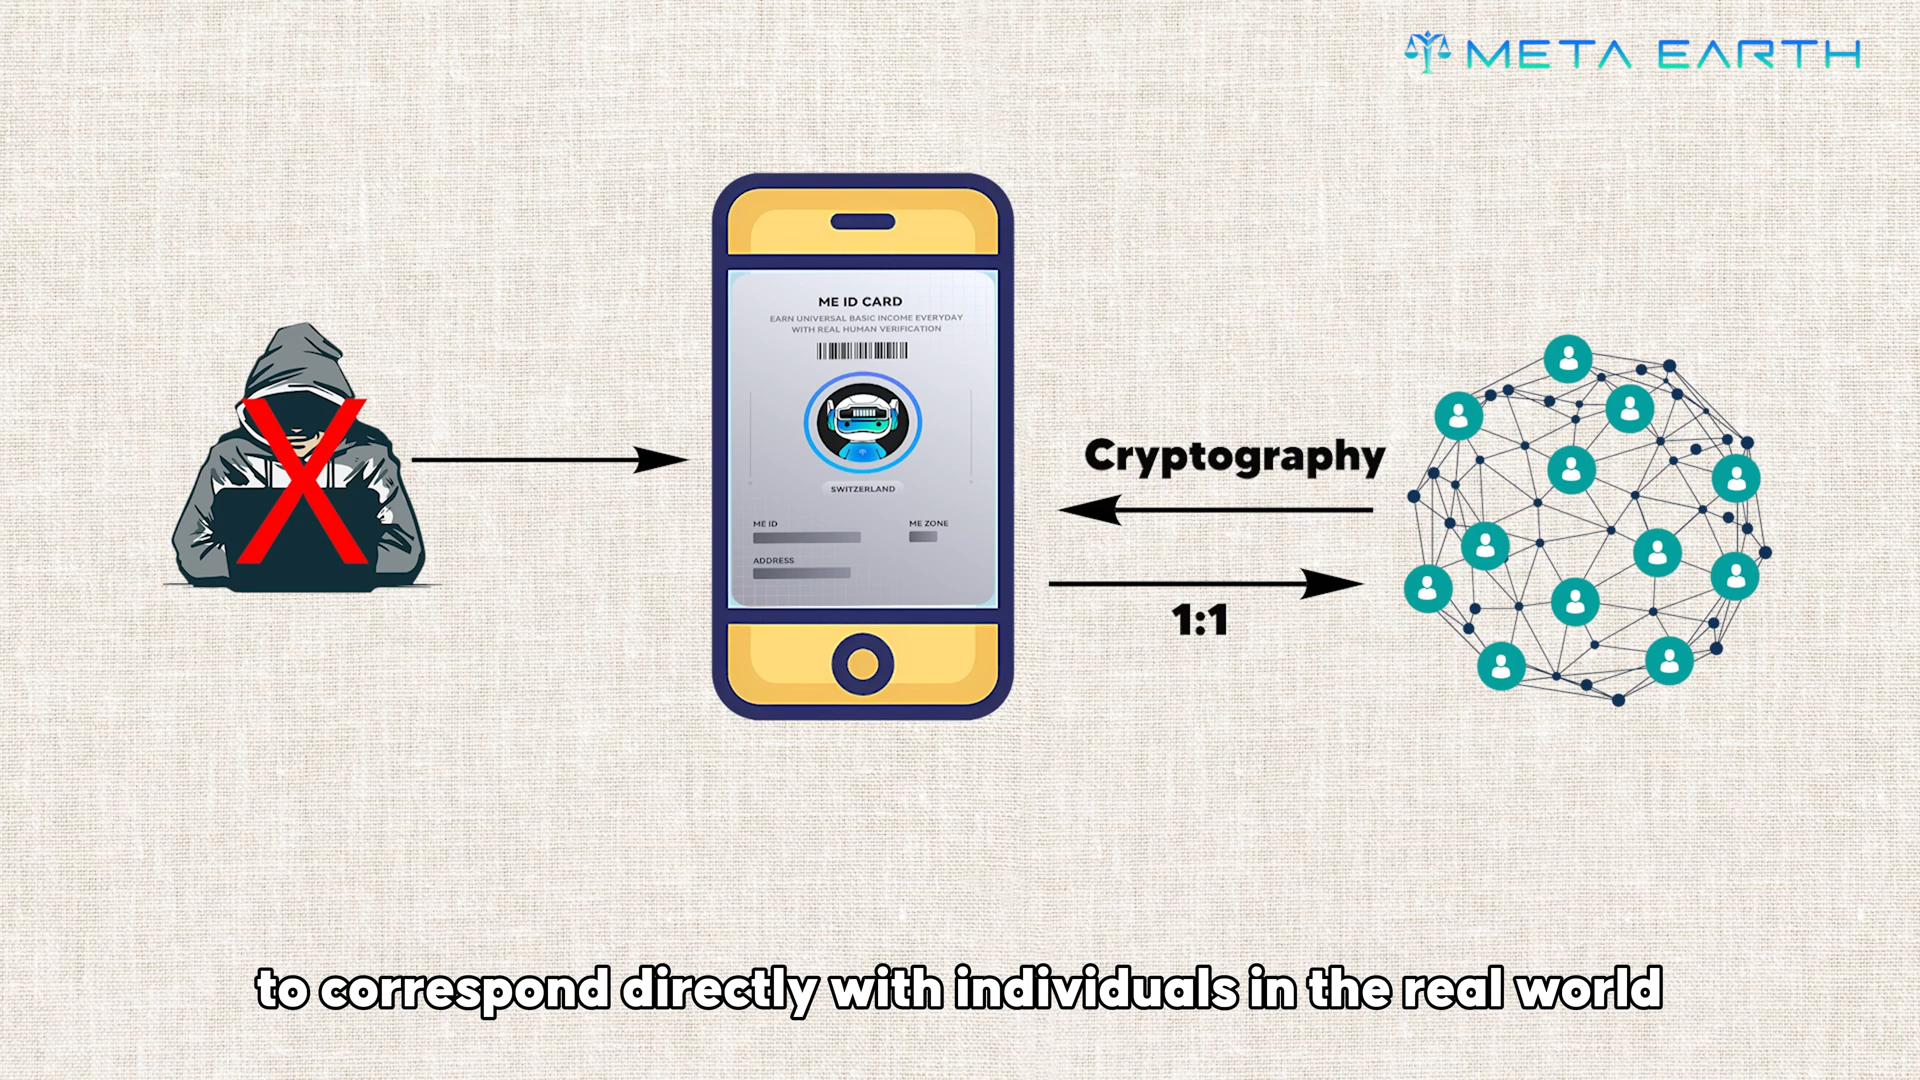 META EARTH
ME ID CARD
EARN UNIVERSAL BASIC INCOME EVERYDAY
WITH REAL HUMAN VERIFICATION
SWITZERLAND
ME ID
ME ZONE
ADDRESS
Cryptography
1:1
to correspond directly with individuals in the real world